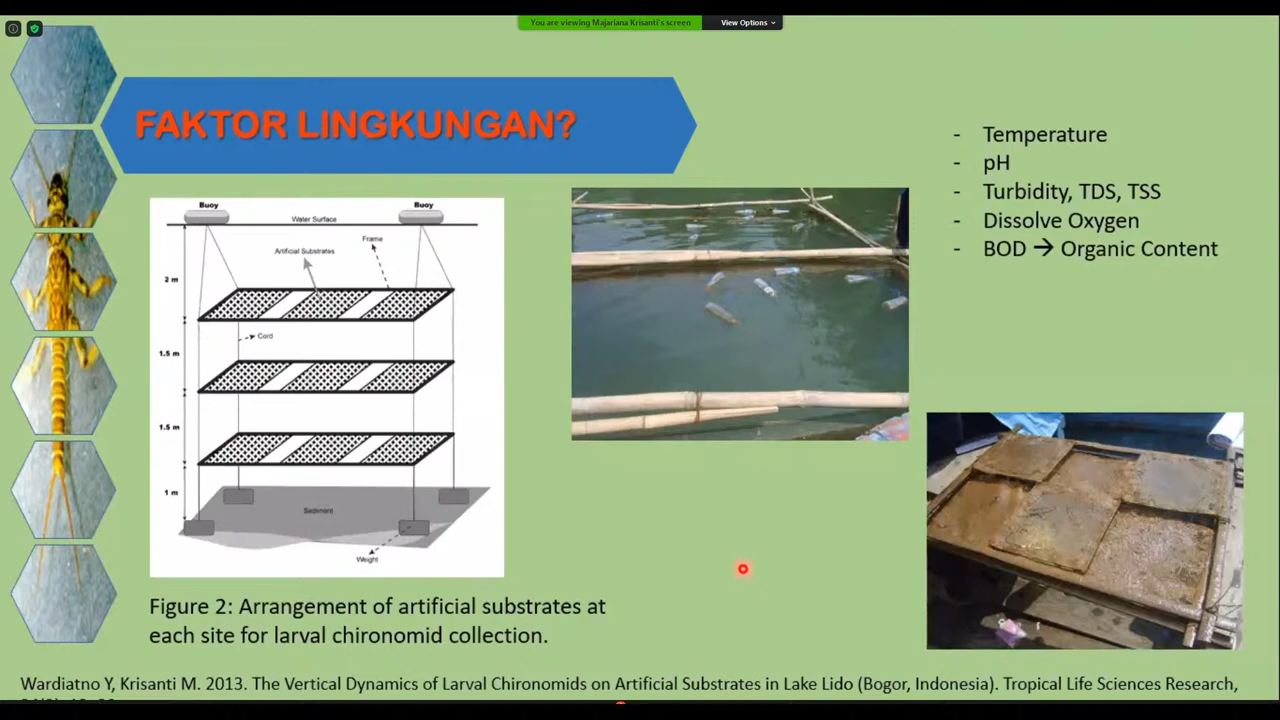 You are viewing Majariana Krisanti's screen
View Options
FAKTOR LINGKUNGAN?
- Temperature
- pH
- Turbidity, TDS, TSS
- Dissolve Oxygen
- BOD → Organic Content
Buoy
Buoy
Water Surface
Frame
Artificial Substrates
2 m
Cord
1.5 m
1.5 m
1 m
Sediment
Weight
Figure 2: Arrangement of artificial substrates at
each site for larval chironomid collection.
Wardiatno Y, Krisanti M. 2013. The Vertical Dynamics of Larval Chironomids on Artificial Substrates in Lake Lido (Bogor, Indonesia). Tropical Life Sciences Research,